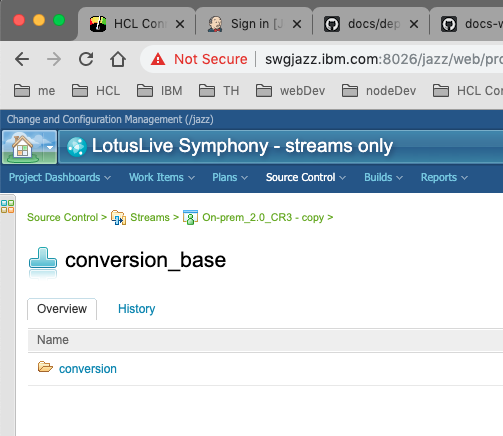 HCL Con
Sign in [J
docs/dep
docs-w
Not Secure swgjazz.ibm.com:8026/jazz/web/pro
me HCL IBM TH webDev nodeDev HCL Con
Change and Configuration Management (/jazz)
LotusLive Symphony - streams only
Project Dashboards Work Items Plans Source Control Builds Reports
Source Control > Streams > On-prem_2.0_CR3 - copy >
conversion_base
Overview History
Name
conversion